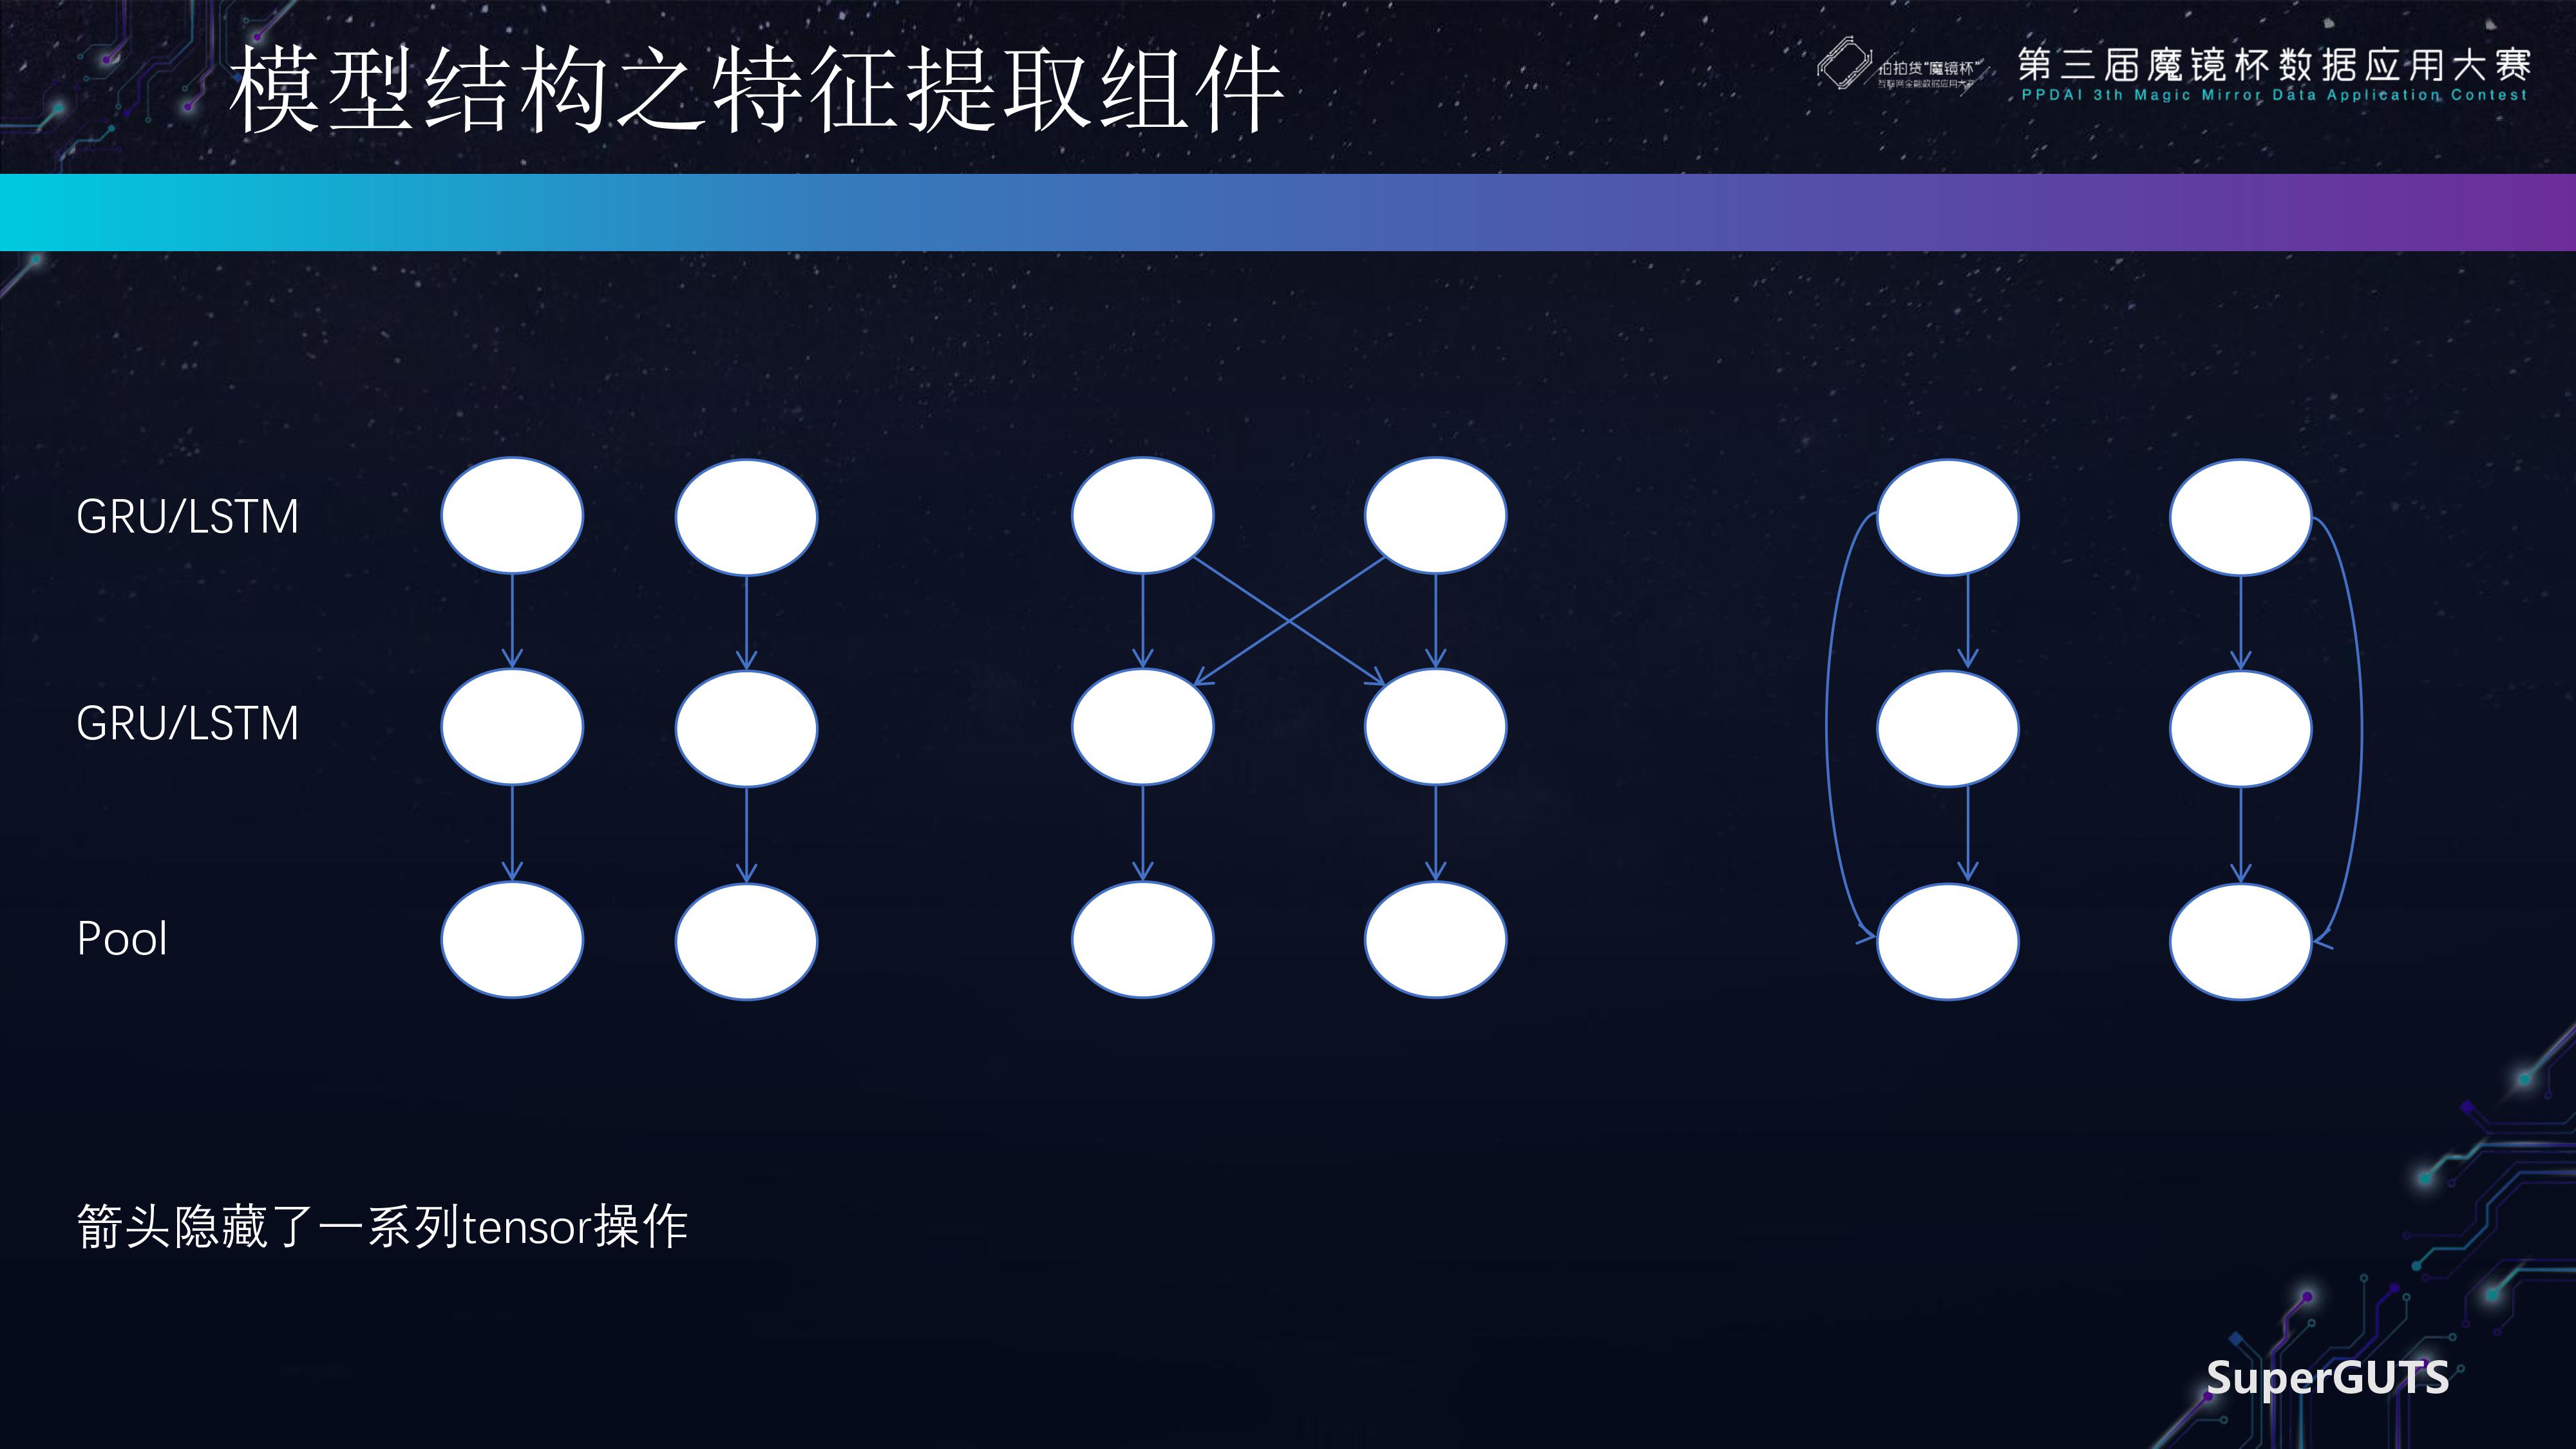 模型结构之特征提取组件
拍拍贷“魔镜杯”
互联网金融数据应用大赛
第三届魔镜杯数据应用大赛
PPDAI 3th Magic Mirror Data Application Contest
GRU/LSTM
GRU/LSTM
Pool
箭头隐藏了一系列tensor操作
SuperGUTS